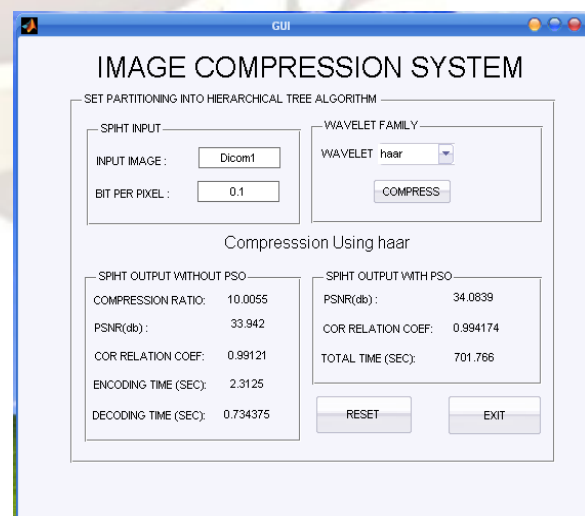 GUI
IMAGE COMPRESSION SYSTEM
SET PARTITIONING INTO HIERARCHICAL TREE ALGORITHM
SPIHT INPUT
INPUT IMAGE : Dicom1
BIT PER PIXEL : 0.1
WAVELET FAMILY
WAVELET haar
COMPRESS
Compresssion Using haar
SPIHT OUTPUT WITHOUT PSO
COMPRESSION RATIO: 10.0055
PSNR(db) : 33.942
COR RELATION COEF: 0.99121
ENCODING TIME (SEC): 2.3125
DECODING TIME (SEC): 0.734375
SPIHT OUTPUT WITH PSO
PSNR(db) : 34.0839
COR RELATION COEF: 0.994174
TOTAL TIME (SEC): 701.766
RESET
EXIT